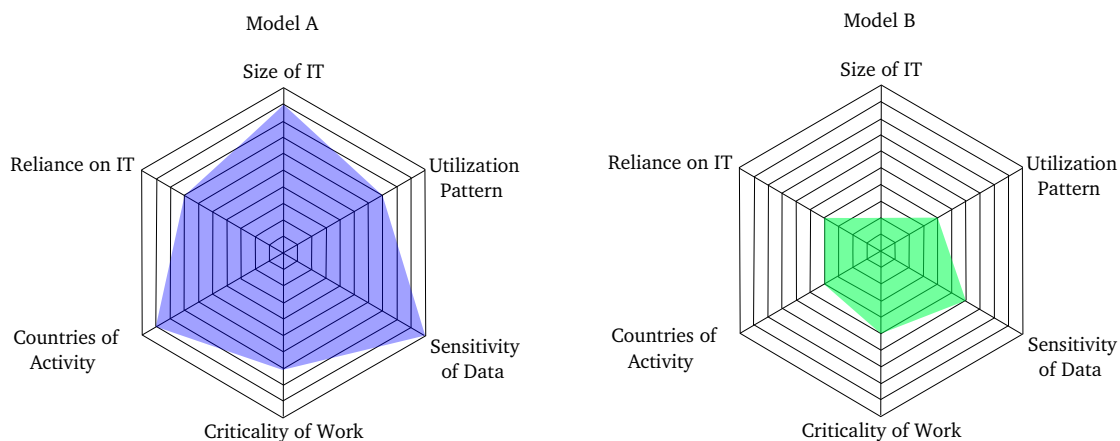 Model A
Size of IT
Reliance on IT
Utilization
Pattern
Countries of
Activity
Sensitivity
of Data
Criticality of Work
Model B
Size of IT
Reliance on IT
Utilization
Pattern
Countries of
Activity
Sensitivity
of Data
Criticality of Work